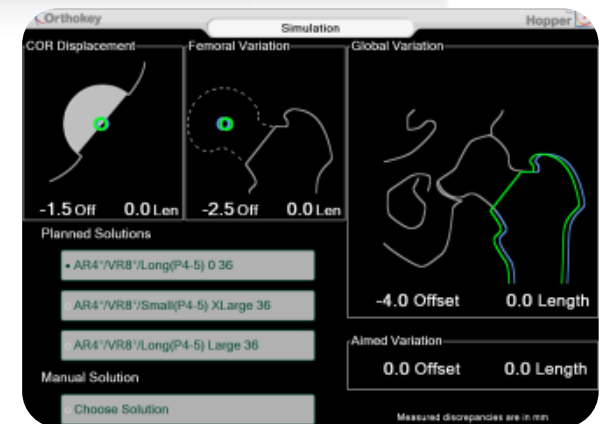 Orthokey
Simulation
Hopper
COR Displacement
Femoral Variation
Global Variation
-1.5 Off 0.0 Len
-2.5 Off 0.0 Len
Planned Solutions
AR4°/VR8°/Long(P4-5) 0 36
AR4°/VR8°/Small(P4-5) XLarge 36
AR4°/VR8°/Long(P4-5) Large 36
Manual Solution
Choose Solution
-4.0 Offset 0.0 Length
Aimed Variation
0.0 Offset 0.0 Length
Measured discrepancies are in mm